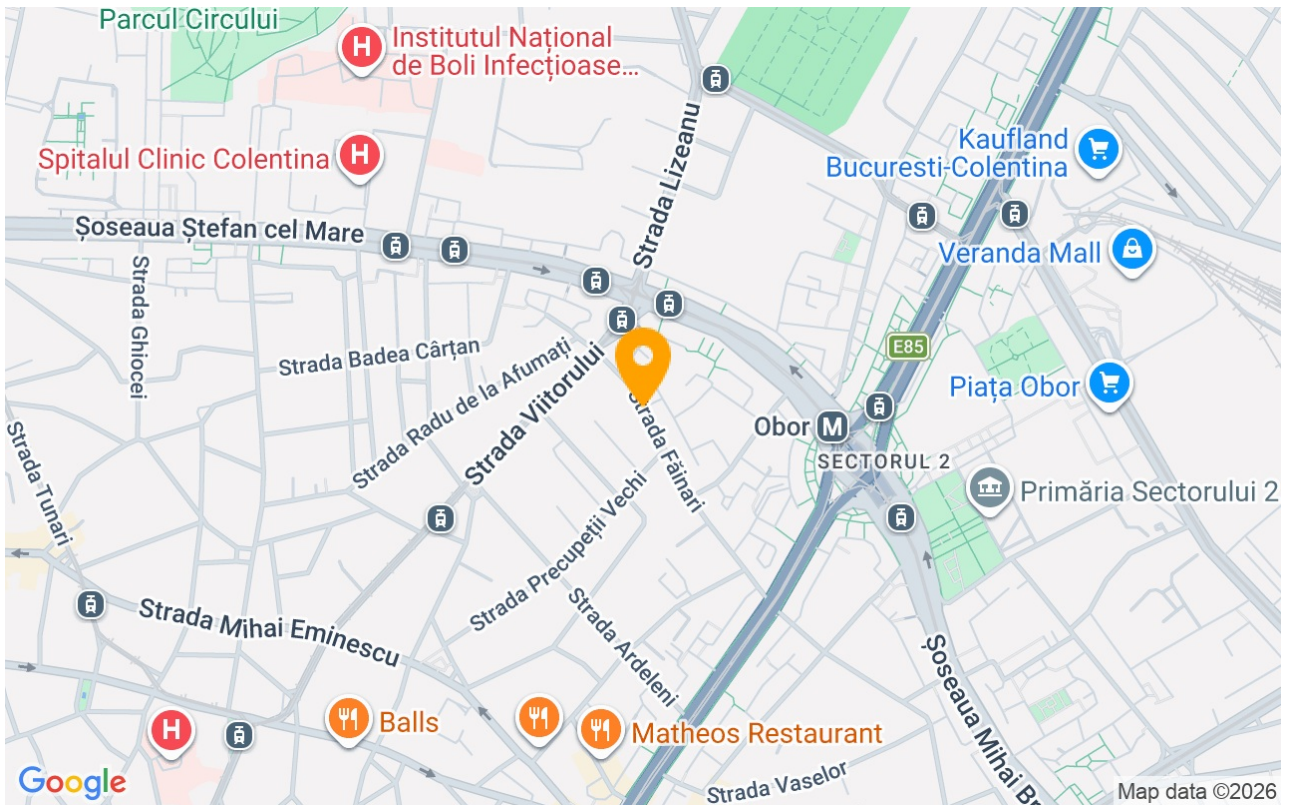 Parcul Circului
Institutul Național
de Boli Infecțioase...
Spitalul Clinic Colentina
Kaufland
Bucuresti-Colentina
Strada Lizeanu
Șoseaua Ștefan cel Mare
Veranda Mall
Strada Ghiocei
Strada Badea Cârțan
E85
Strada Radu de la Afumați
Strada Viitorului
Piața Obor
Strada Făinari
Obor M
SECTORUL 2
Strada Tunari
Primăria Sectorului 2
Strada Precupeții Vechi
Strada Mihai Eminescu
Strada Ardeleni
Șoseaua Mihai Br
Balls
Matheos Restaurant
Strada Vaselor
Google
Map data ©2026
H
H
H